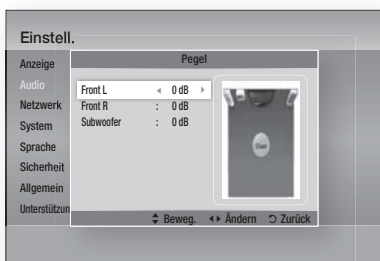 Einstell.
Pegel
Anzeige
Audio
Netzwerk
System
Sprache
Sicherheit
Allgemein
Unterstützun
Front L ◄ 0 dB ►
Front R : 0 dB
Subwoofer : 0 dB
Beweg. Ändern Zurück